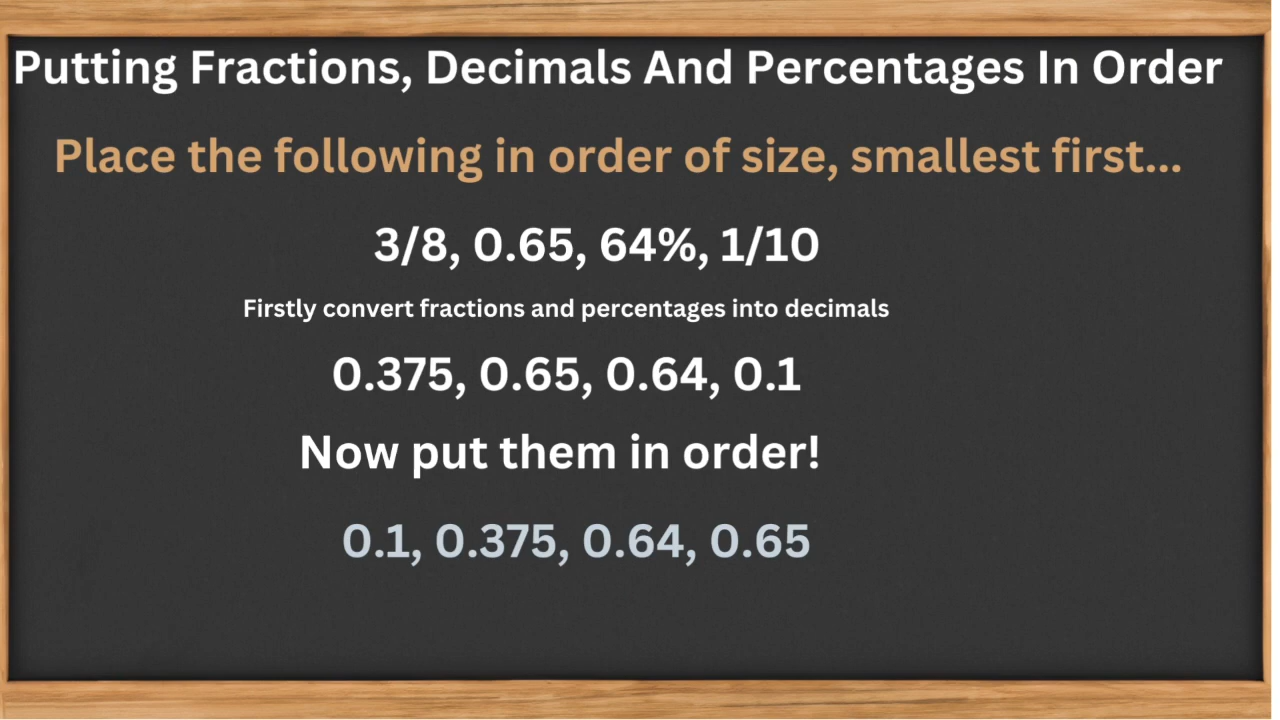 Putting Fractions, Decimals And Percentages In Order
Place the following in order of size, smallest first...
3/8, 0.65, 64%, 1/10
Firstly convert fractions and percentages into decimals
0.375, 0.65, 0.64, 0.1
Now put them in order!
0.1, 0.375, 0.64, 0.65